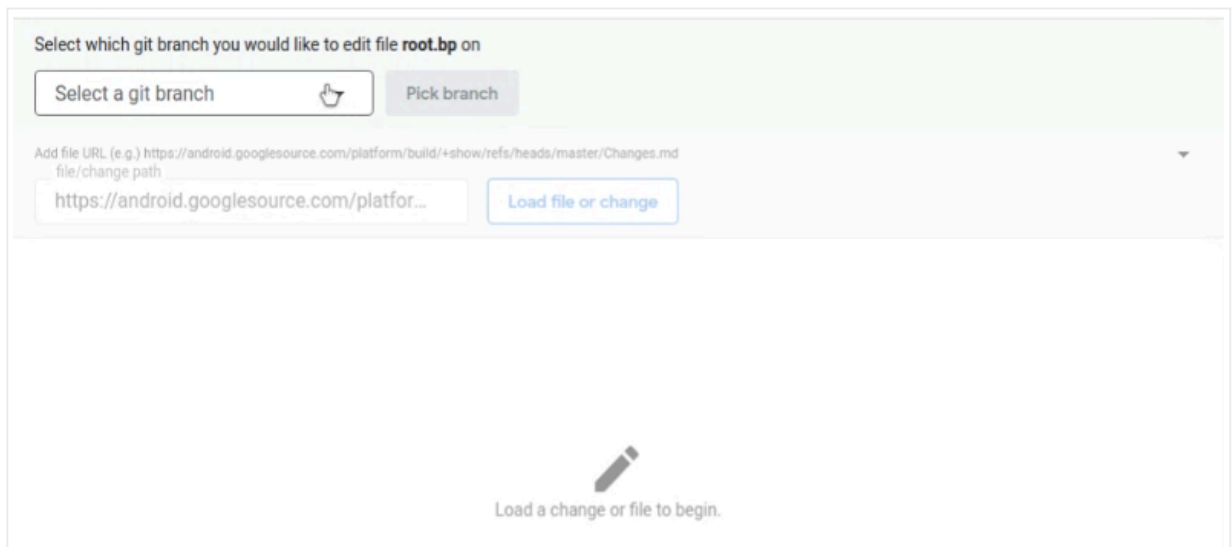 Select which git branch you would like to edit file root.bp on
Select a git branch
Pick branch
Add file URL (e.g.) https://android.googlesource.com/platform/build/+show/refs/heads/master/Changes.md
file/change path
https://android.googlesource.com/platfor...
Load file or change
Load a change or file to begin.